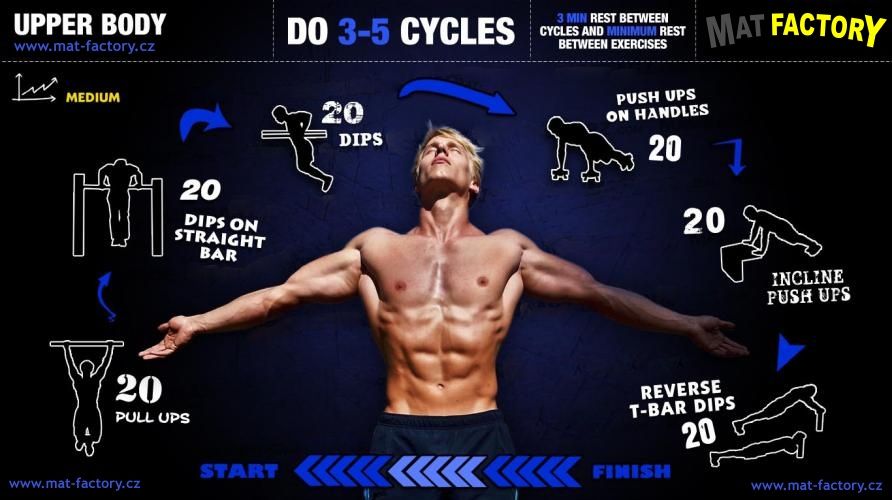 UPPER BODY
www.mat-factory.cz
DO 3-5 CYCLES
3 MIN REST BETWEEN
CYCLES AND MINIMUM REST
BETWEEN EXERCISES
MAT FACTORY
MEDIUM
20
DIPS
PUSH UPS
ON HANDLES
20
20
DIPS ON
STRAIGHT
BAR
20
INCLINE
PUSH UPS
20
PULL UPS
REVERSE
T-BAR DIPS
20
START
FINISH
www.mat-factory.cz
www.mat-factory.cz